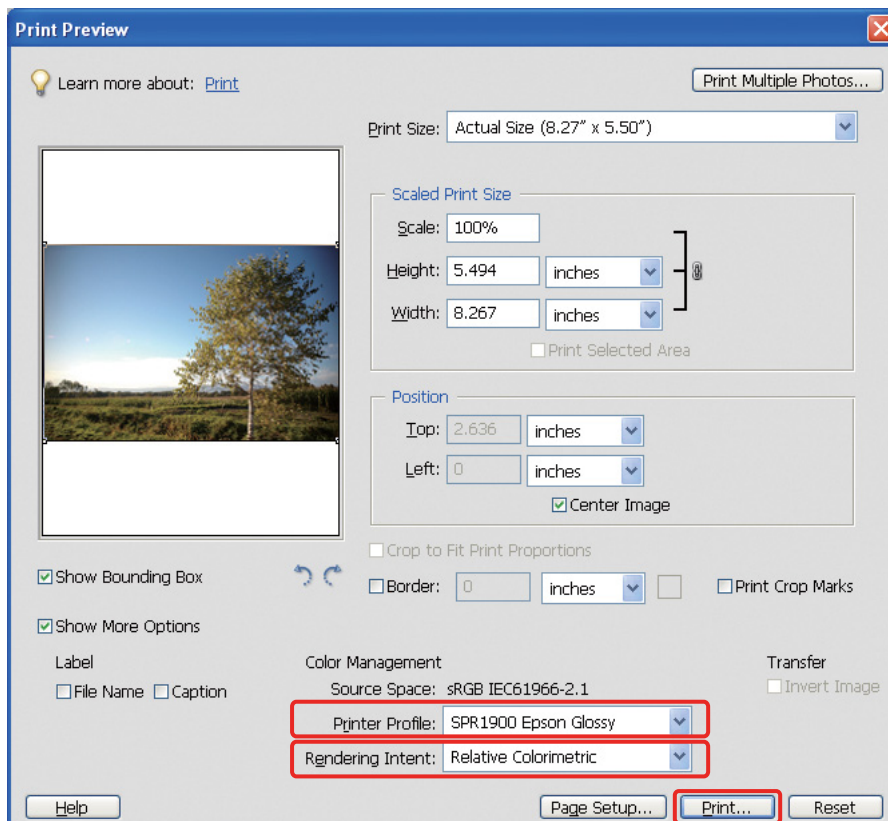 Print Preview
Learn more about: Print
Print Multiple Photos...
Print Size: Actual Size (8.27" x 5.50")
Scaled Print Size
Scale: 100%
Height: 5.494 inches
Width: 8.267 inches
Print Selected Area
Position
Top: 2.636 inches
Left: 0 inches
Center Image
Crop to Fit Print Proportions
Show Bounding Box
Border: 0 inches
Print Crop Marks
Show More Options
Label
Color Management
Transfer
File Name Caption
Source Space: sRGB IEC61966-2.1
Invert Image
Printer Profile: SPR1900 Epson Glossy
Rendering Intent: Relative Colorimetric
Help
Page Setup...
Print...
Reset